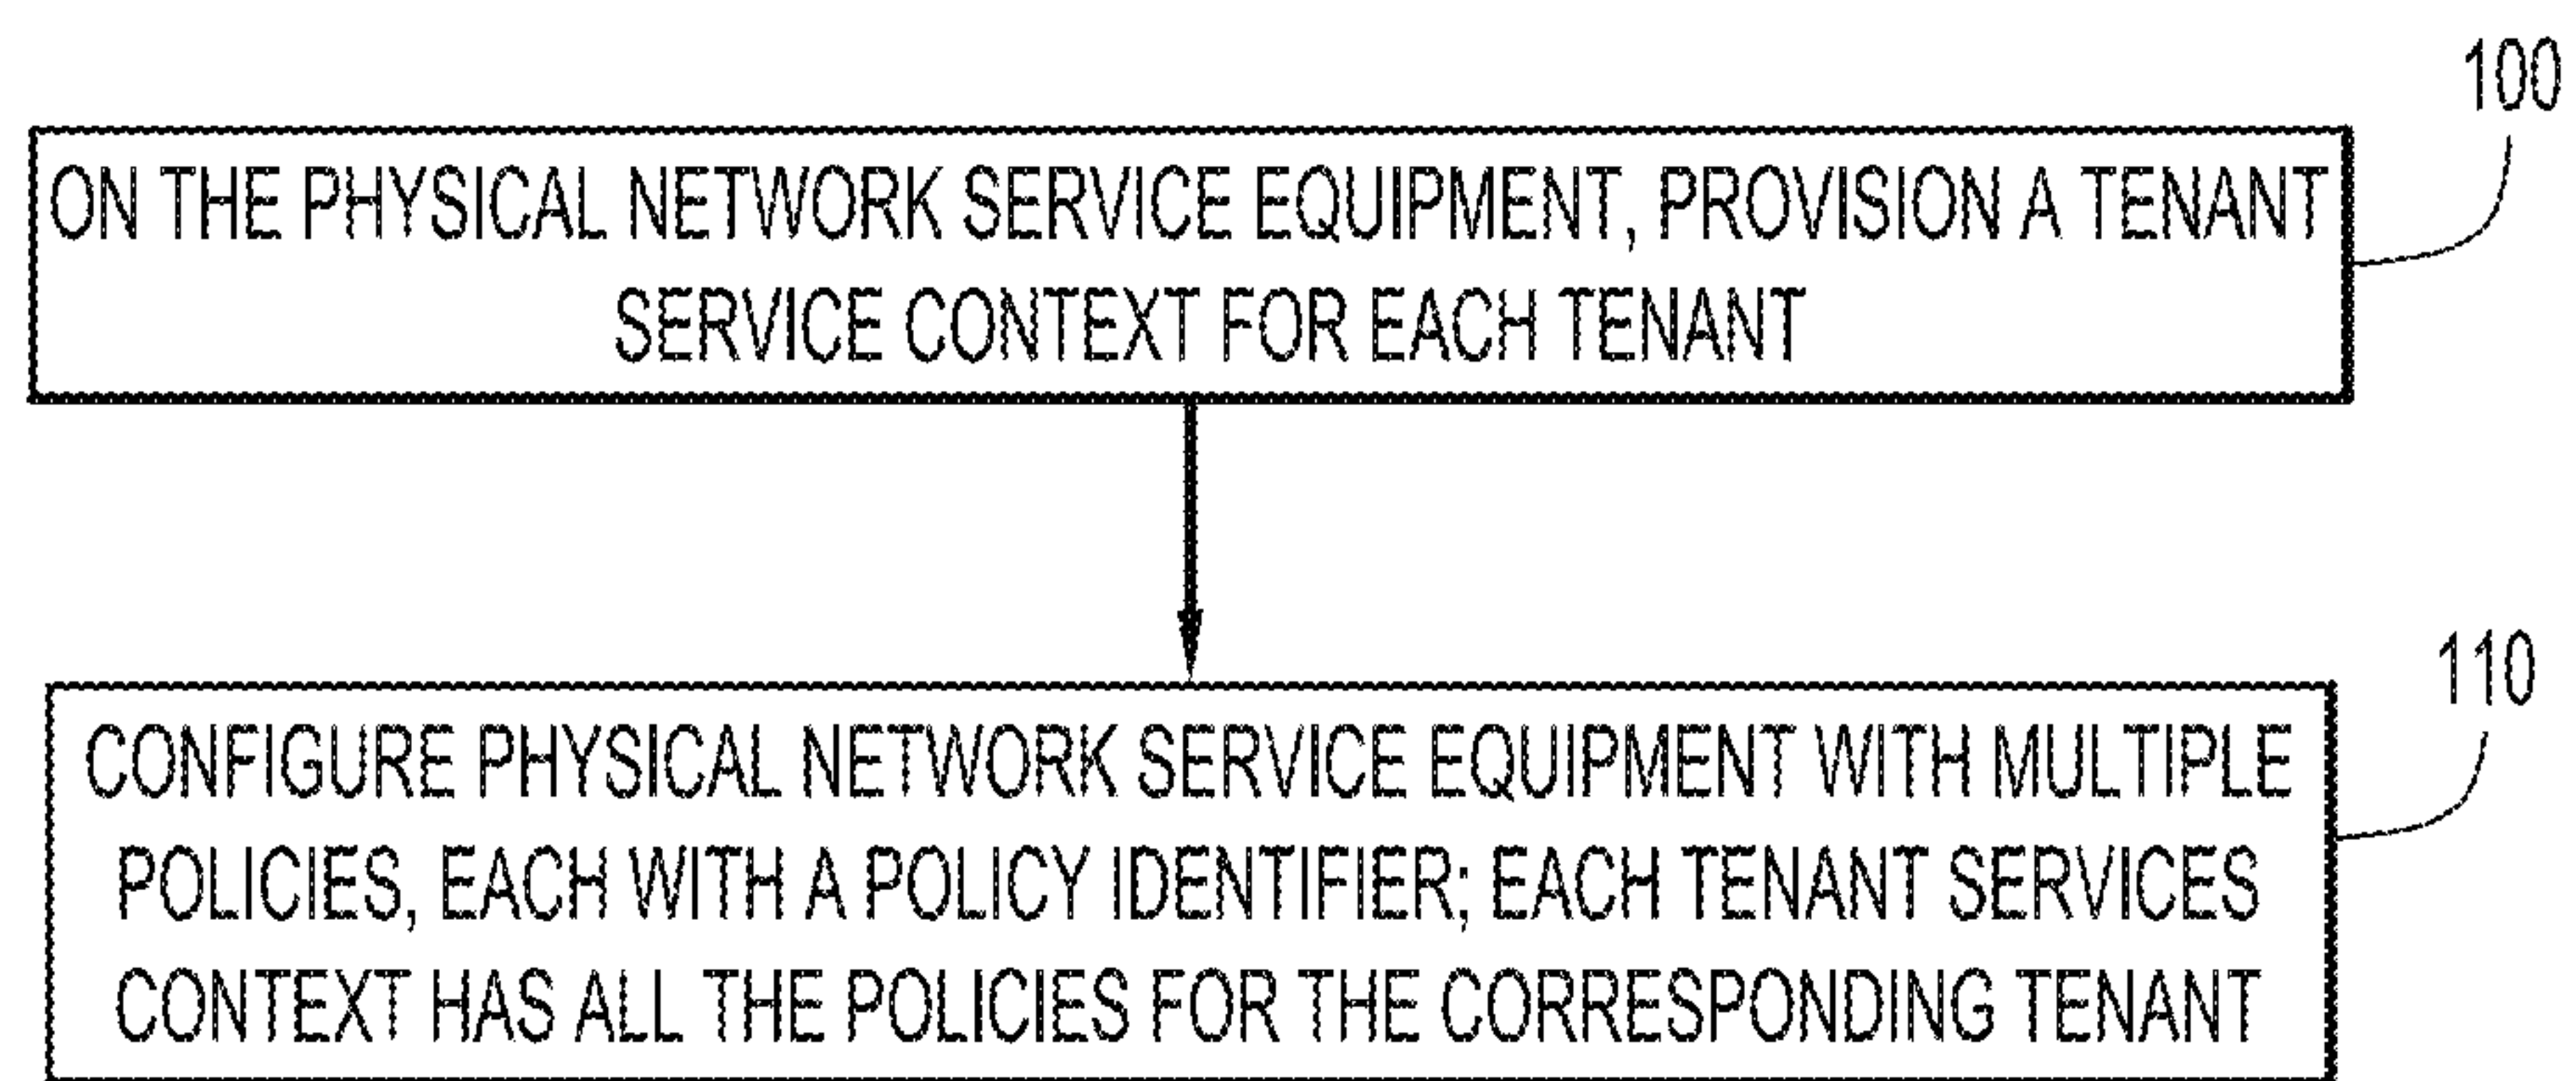 100
ON THE PHYSICAL NETWORK SERVICE EQUIPMENT, PROVISION A TENANT
SERVICE CONTEXT FOR EACH TENANT
110
CONFIGURE PHYSICAL NETWORK SERVICE EQUIPMENT WITH MULTIPLE
POLICIES, EACH WITH A POLICY IDENTIFIER; EACH TENANT SERVICES
CONTEXT HAS ALL THE POLICIES FOR THE CORRESPONDING TENANT